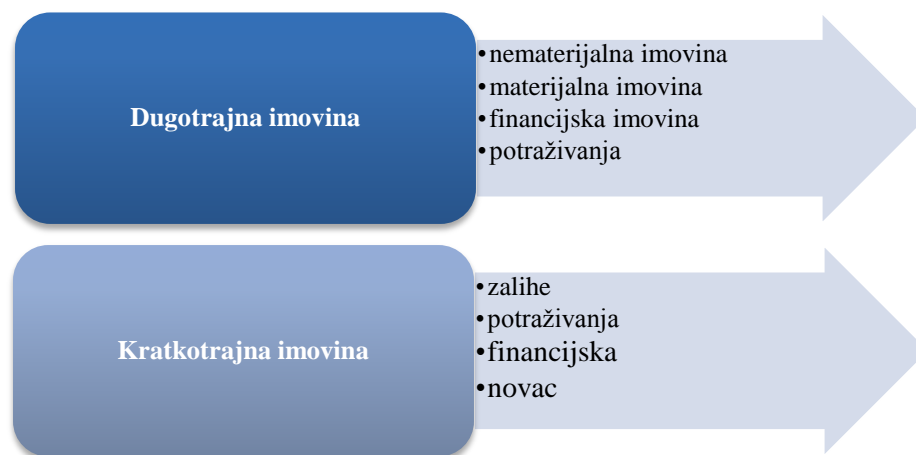 Dugotrajna imovina
•nematerijalna imovina
•materijalna imovina
•financijska imovina
•potraživanja
Kratkotrajna imovina
•zalihe
•potraživanja
•financijska
•novac